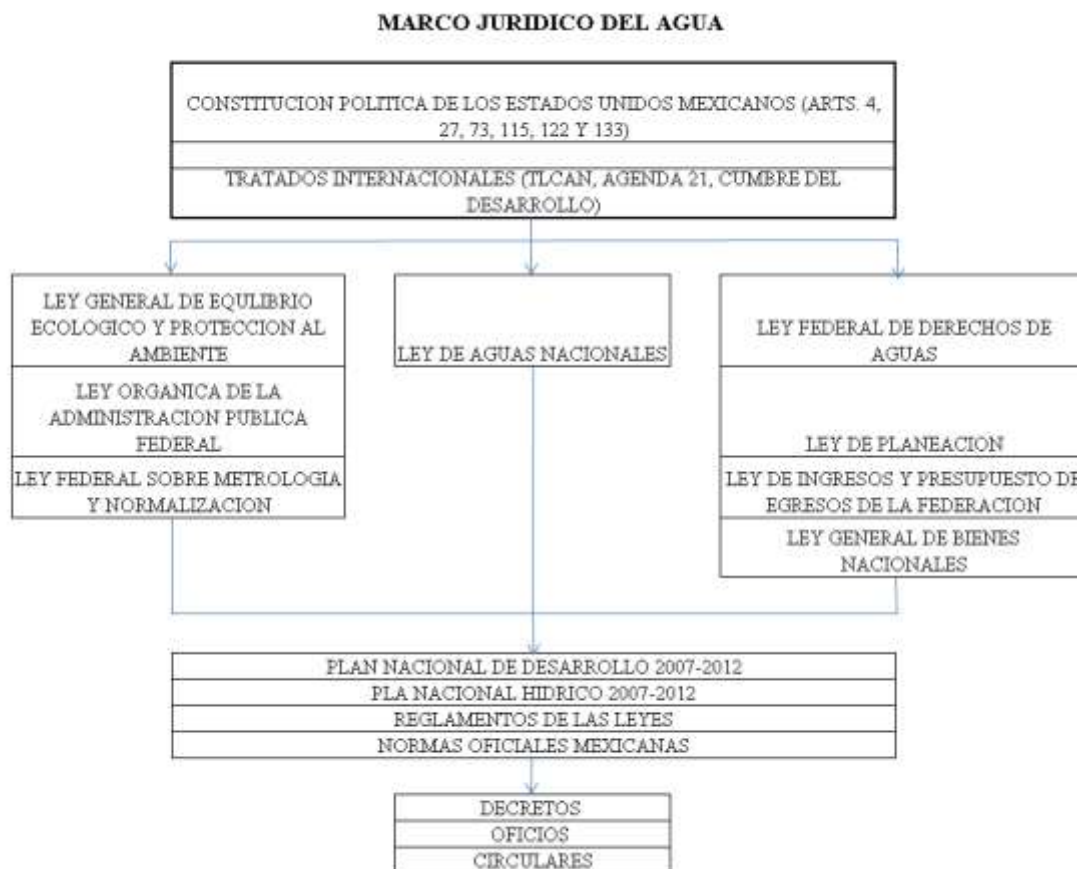 MARCO JURIDICO DEL AGUA
CONSTITUCION POLITICA DE LOS ESTADOS UNIDOS MEXICANOS (ARTS. 4,
27, 73, 115, 122 Y 133)
TRATADOS INTERNACIONALES (TLCAN, AGENDA 21, CUMBRE DEL
DESARROLLO)
LEY GENERAL DE EQULIBRIO
ECOLOGICO Y PROTECCION AL
AMBIENTE
LEY ORGANICA DE LA
ADMINISTRACION PUBLICA
FEDERAL
LEY FEDERAL SOBRE METROLOGIA
Y NORMALIZACION
LEY DE AGUAS NACIONALES
LEY FEDERAL DE DERECHOS DE
AGUAS
LEY DE PLANEACION
LEY DE INGRESOS Y PRESUPUESTO DE
EGRESOS DE LA FEDERACION
LEY GENERAL DE BIENES
NACIONALES
PLAN NACIONAL DE DESARROLLO 2007-2012
PLA NACIONAL HIDRICO 2007-2012
REGLAMENTOS DE LAS LEYES
NORMAS OFICIALES MEXICANAS
DECRETOS
OFICIOS
CIRCULARES